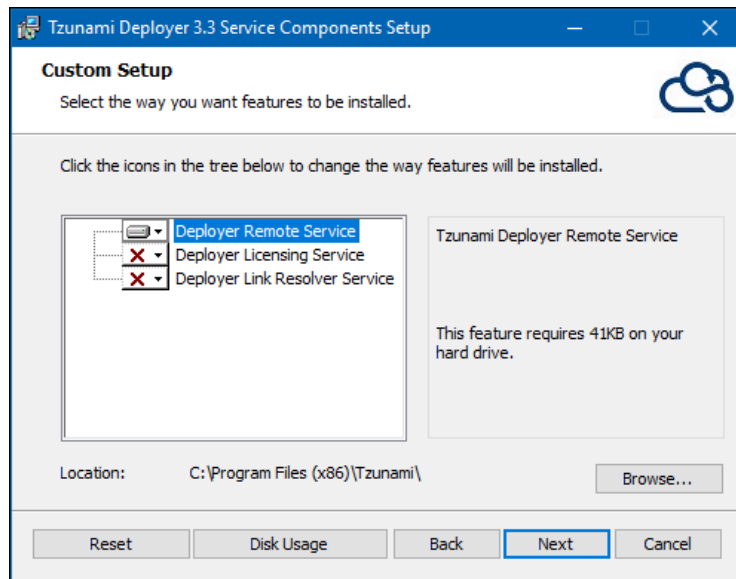 Tzunami Deployer 3.3 Service Components Setup
Custom Setup
Select the way you want features to be installed.
Click the icons in the tree below to change the way features will be installed.
Deployer Remote Service
Deployer Licensing Service
Deployer Link Resolver Service
Tzunami Deployer Remote Service
This feature requires 41KB on your
hard drive.
Location: C:\Program Files (x86)\Tzunami\
Browse...
Reset Disk Usage Back Next Cancel